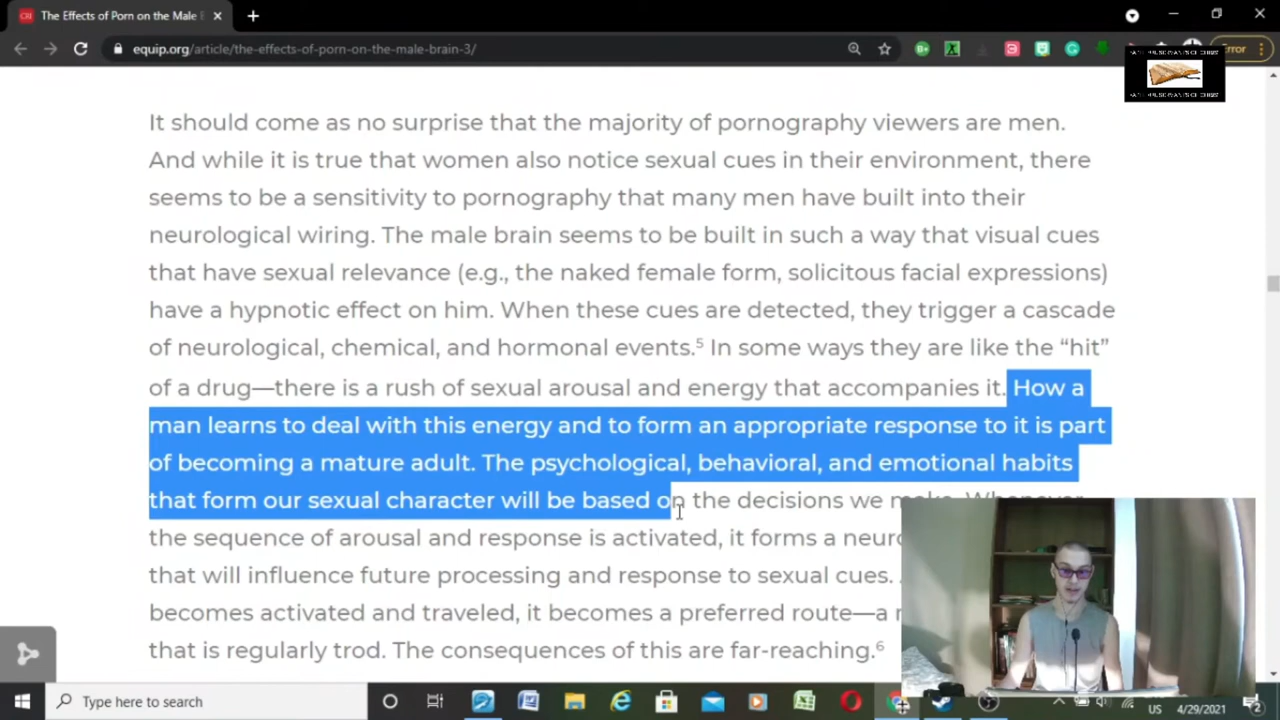 The Effects of Porn on the Male
equip.org/article/the-effects-of-porn-on-the-male-brain-3/
Error
It should come as no surprise that the majority of pornography viewers are men.
And while it is true that women also notice sexual cues in their environment, there
seems to be a sensitivity to pornography that many men have built into their
neurological wiring. The male brain seems to be built in such a way that visual cues
that have sexual relevance (e.g., the naked female form, solicitous facial expressions)
have a hypnotic effect on him. When these cues are detected, they trigger a cascade
of neurological, chemical, and hormonal events.⁵ In some ways they are like the “hit”
of a drug—there is a rush of sexual arousal and energy that accompanies it. How a
man learns to deal with this energy and to form an appropriate response to it is part
of becoming a mature adult. The psychological, behavioral, and emotional habits
that form our sexual character will be based on the decisions we make. Whenever
the sequence of arousal and response is activated, it forms a
that will influence future processing and response to sexual cues.
becomes activated and traveled, it becomes a preferred route—a
that is regularly trod. The consequences of this are far-reaching.⁶
Type here to search
US
4/29/2021
2